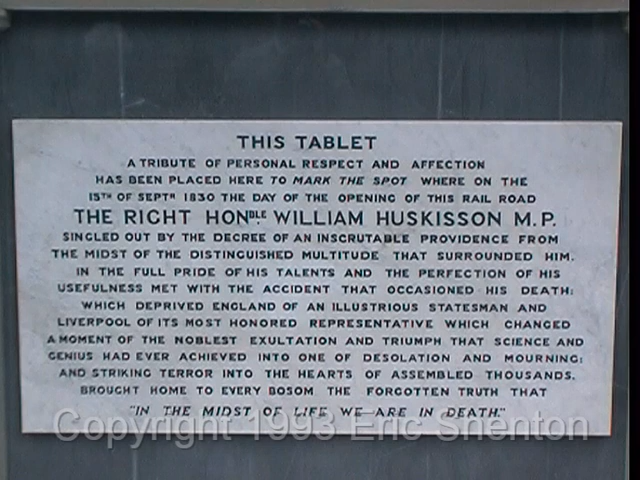 THIS TABLET
A TRIBUTE OF PERSONAL RESPECT AND AFFECTION
HAS BEEN PLACED HERE TO MARK THE SPOT WHERE ON THE
15TH OF SEPTR 1830 THE DAY OF THE OPENING OF THIS RAIL ROAD
THE RIGHT HONBLE. WILLIAM HUSKISSON M.P.
SINGLED OUT BY THE DECREE OF AN INSCRUTABLE PROVIDENCE FROM
THE MIDST OF THE DISTINGUISHED MULTITUDE THAT SURROUNDED HIM.
IN THE FULL PRIDE OF HIS TALENTS AND THE PERFECTION OF HIS
USEFULNESS MET WITH THE ACCIDENT THAT OCCASIONED HIS DEATH;
WHICH DEPRIVED ENGLAND OF AN ILLUSTRIOUS STATESMAN AND
LIVERPOOL OF ITS MOST HONORED REPRESENTATIVE WHICH CHANGED
A MOMENT OF THE NOBLEST EXULTATION AND TRIUMPH THAT SCIENCE AND
GENIUS HAD EVER ACHIEVED INTO ONE OF DESOLATION AND MOURNING;
AND STRIKING TERROR INTO THE HEARTS OF ASSEMBLED THOUSANDS,
BROUGHT HOME TO EVERY BOSOM THE FORGOTTEN TRUTH THAT
"IN THE MIDST OF LIFE WE ARE IN DEATH."
Copyright 1993 Eric Shenton